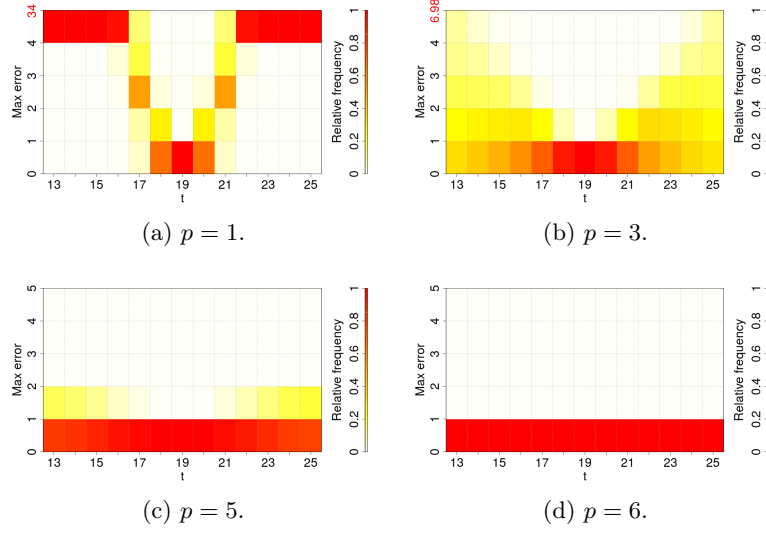 34
4
3
2
1
0
Max error
13 15 17 19 21 23 25
t
0 0.2 0.4 0.6 0.8 1
Relative frequency
(a) p = 1.
6.98
4
3
2
1
0
Max error
13 15 17 19 21 23 25
t
0 0.2 0.4 0.6 0.8 1
Relative frequency
(b) p = 3.
5
4
3
2
1
0
Max error
13 15 17 19 21 23 25
t
0 0.2 0.4 0.6 0.8 1
Relative frequency
(c) p = 5.
5
4
3
2
1
0
Max error
13 15 17 19 21 23 25
t
0 0.2 0.4 0.6 0.8 1
Relative frequency
(d) p = 6.